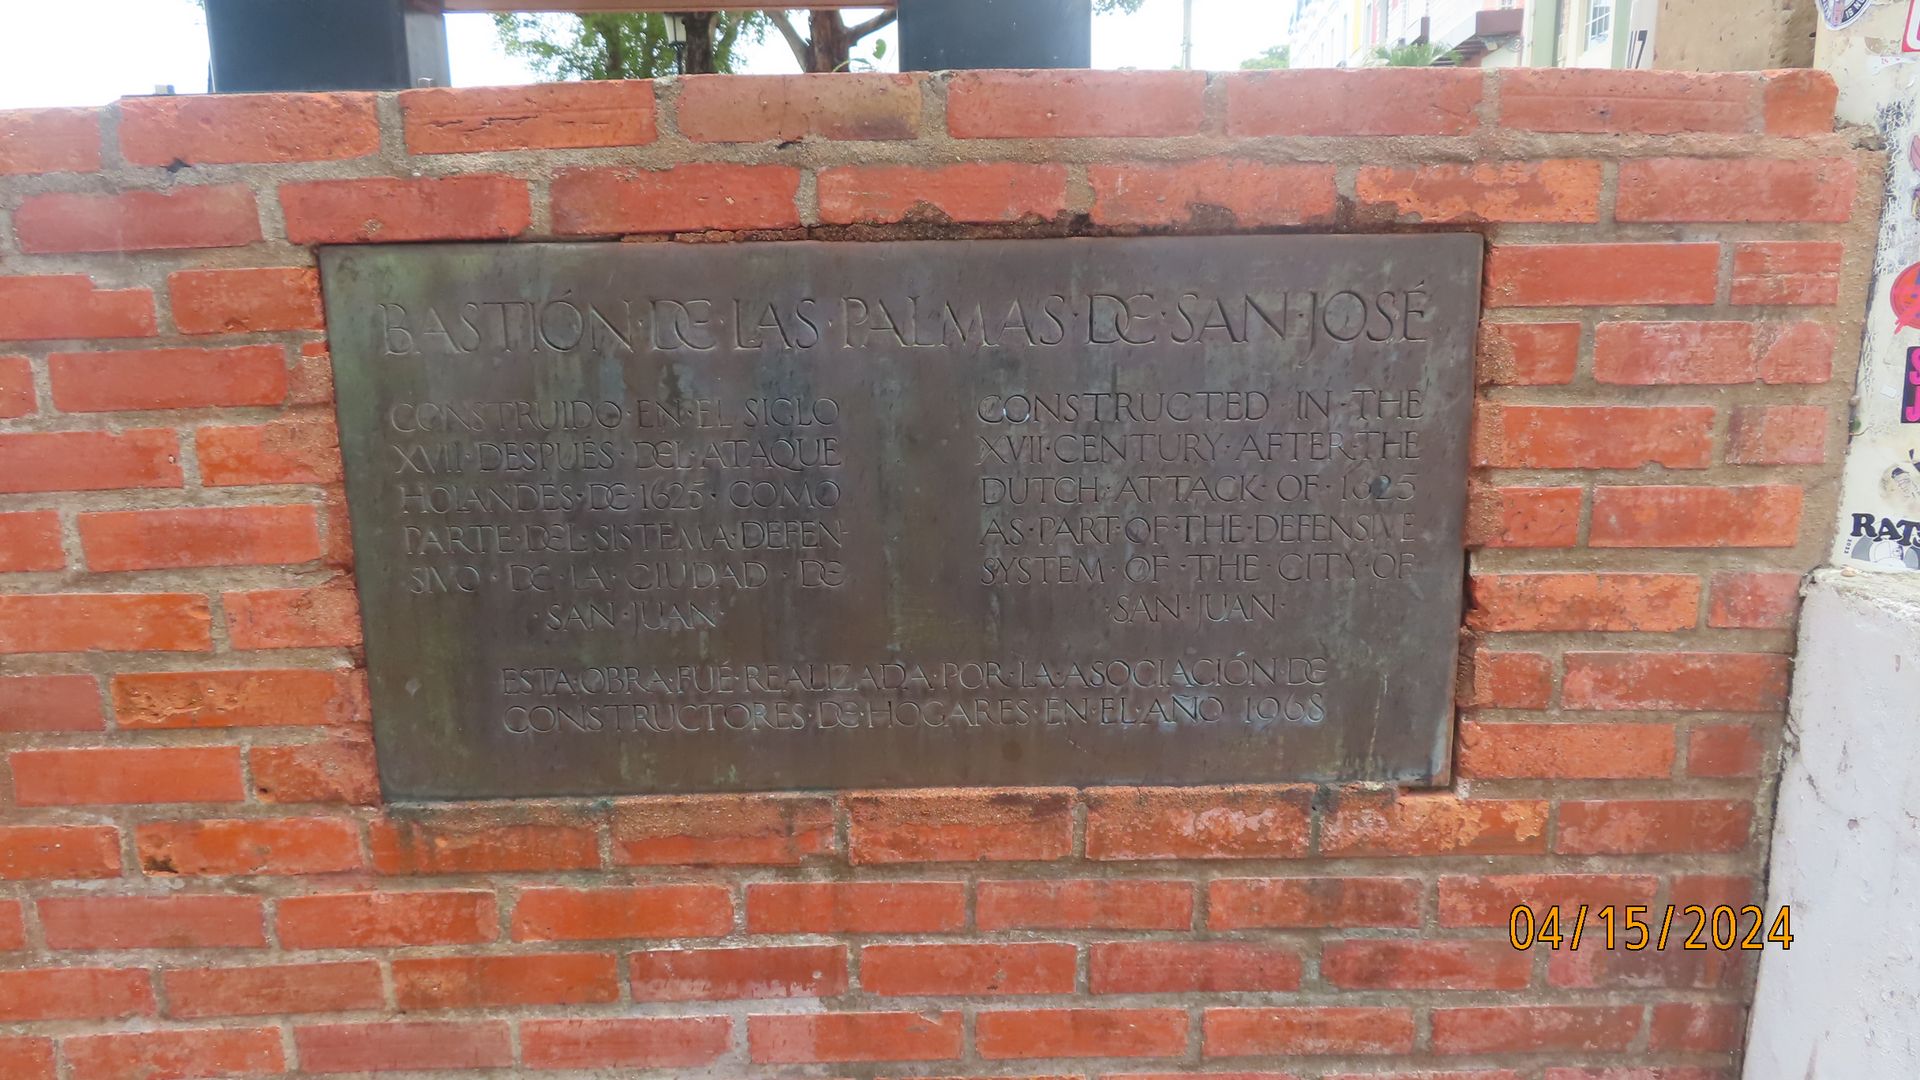 BASTIÓN·DE·LAS·PALMAS·DE·SAN·JOSÉ
CONSTRUIDO·EN·EL SIGLO
XVII·DESPUÉS·DEL·ATAQUE
HOLANDES·DE·1625·COMO
PARTE·DEL·SISTEMA·DEFEN-
SIVO·DE·LA·CIUDAD·DE
·SAN·JUAN·
CONSTRUCTED·IN·THE
XVII·CENTURY·AFTER·THE
DUTCH·ATTACK·OF·1625
AS·PART·OF·THE·DEFENSIVE
SYSTEM·OF·THE·CITY·OF
·SAN·JUAN·
ESTA·OBRA·FUÉ·REALIZADA·POR·LA·ASOCIACIÓN·DE
CONSTRUCTORES·DE·HOGARES·EN·EL·AÑO 1968
04/15/2024